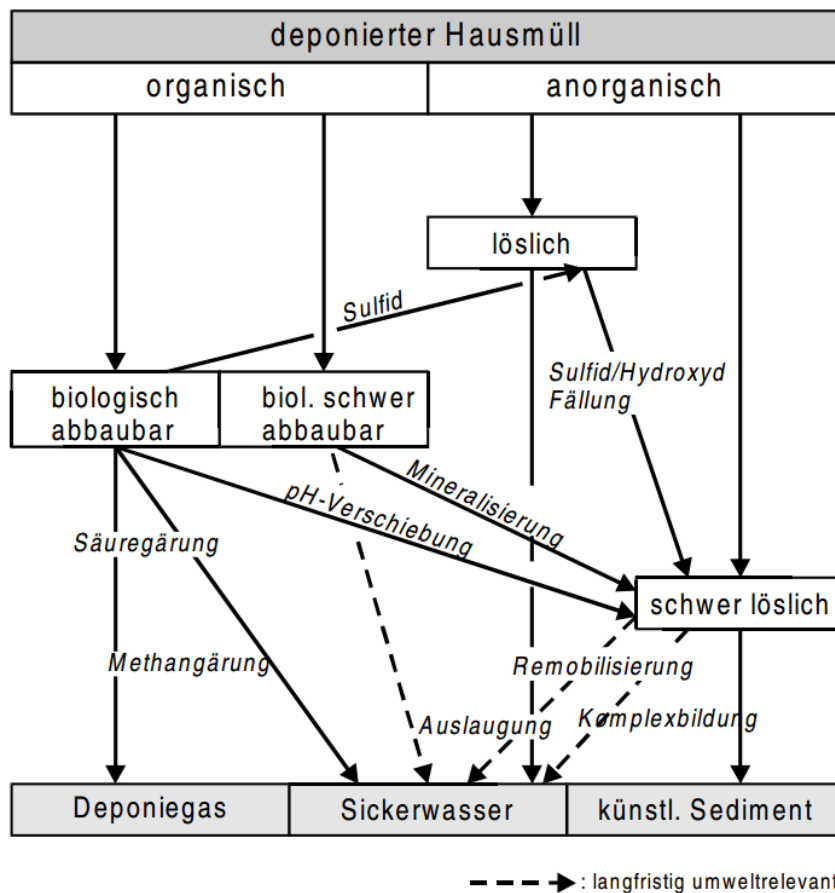 deponierter Hausmüll
organisch
anorganisch
löslich
Sulfid
Sulfid/Hydroxyd
Fällung
biologisch
abbaubar
biol. schwer
abbaubar
Mineralisierung
pH-Verschiebung
Säuregärung
schwer löslich
Methangärung
Remobilisierung
Auslaugung
Komplexbildung
Deponiegas
Sickerwasser
künstl. Sediment
: langfristig umweltrelevant